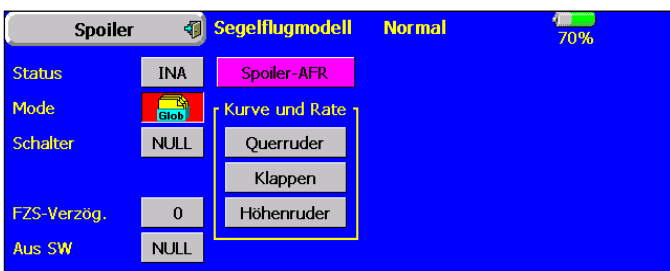 Spoiler Segelflugmodell Normal 70%
Status INA Spoiler-AFR
Mode Glob Kurve und Rate
Schalter NULL Querruder
Klappen
FZS-Verzög. 0 Höhenruder
Aus SW NULL